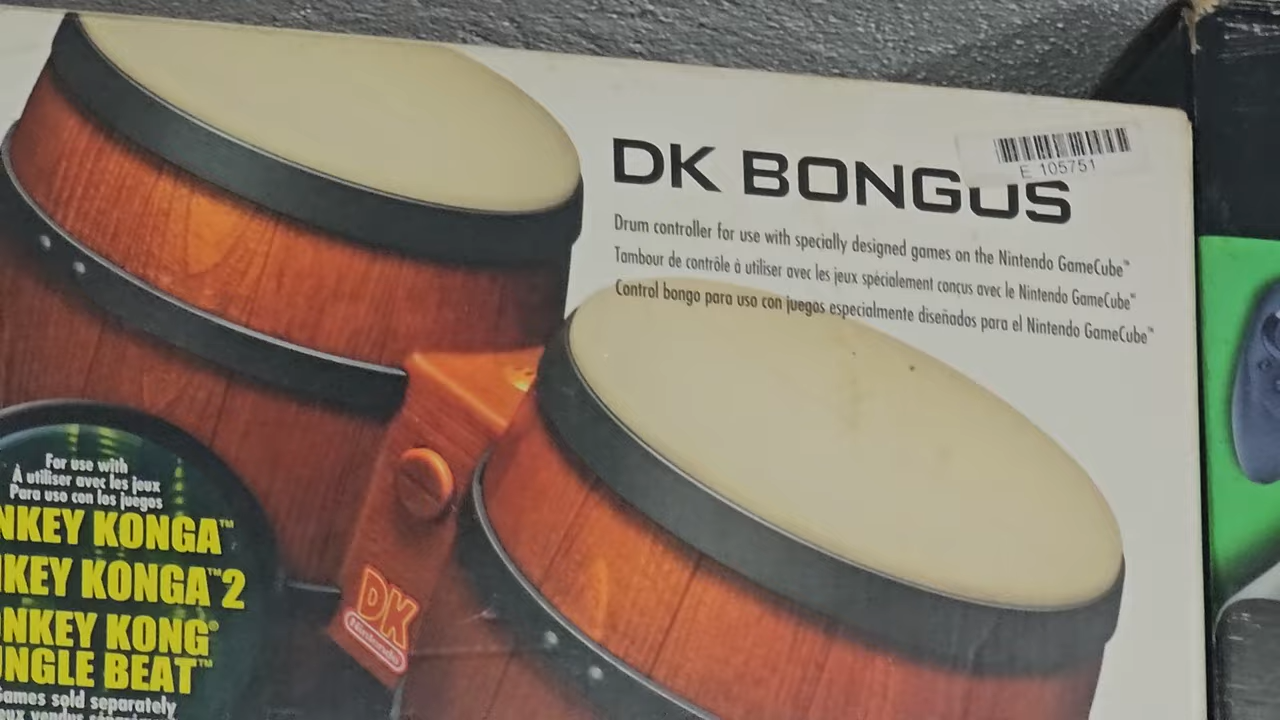 DK BONGOS
E 105751
Drum controller for use with specially designed games on the Nintendo GameCube™
Tambour de contrôle à utiliser avec les jeux spécialement conçus avec le Nintendo GameCube™
Control bongo para uso con juegos especialmente diseñados para el Nintendo GameCube™
For use with
À utiliser avec les jeux
Para uso con los juegos
NKEY KONGA™
KEY KONGA™2
NKEY KONG®
NGLE BEAT™
Games sold separately
DK
Nintendo